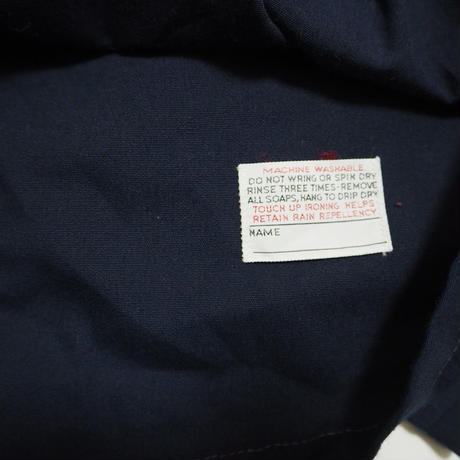 MACHINE WASHABLE
DO NOT WRING OR SPIN DRY
RINSE THREE TIMES-REMOVE
ALL SOAPS, HANG TO DRIP DRY
TOUCH UP IRONING HELPS
RETAIN RAIN REPELLENCY
NAME